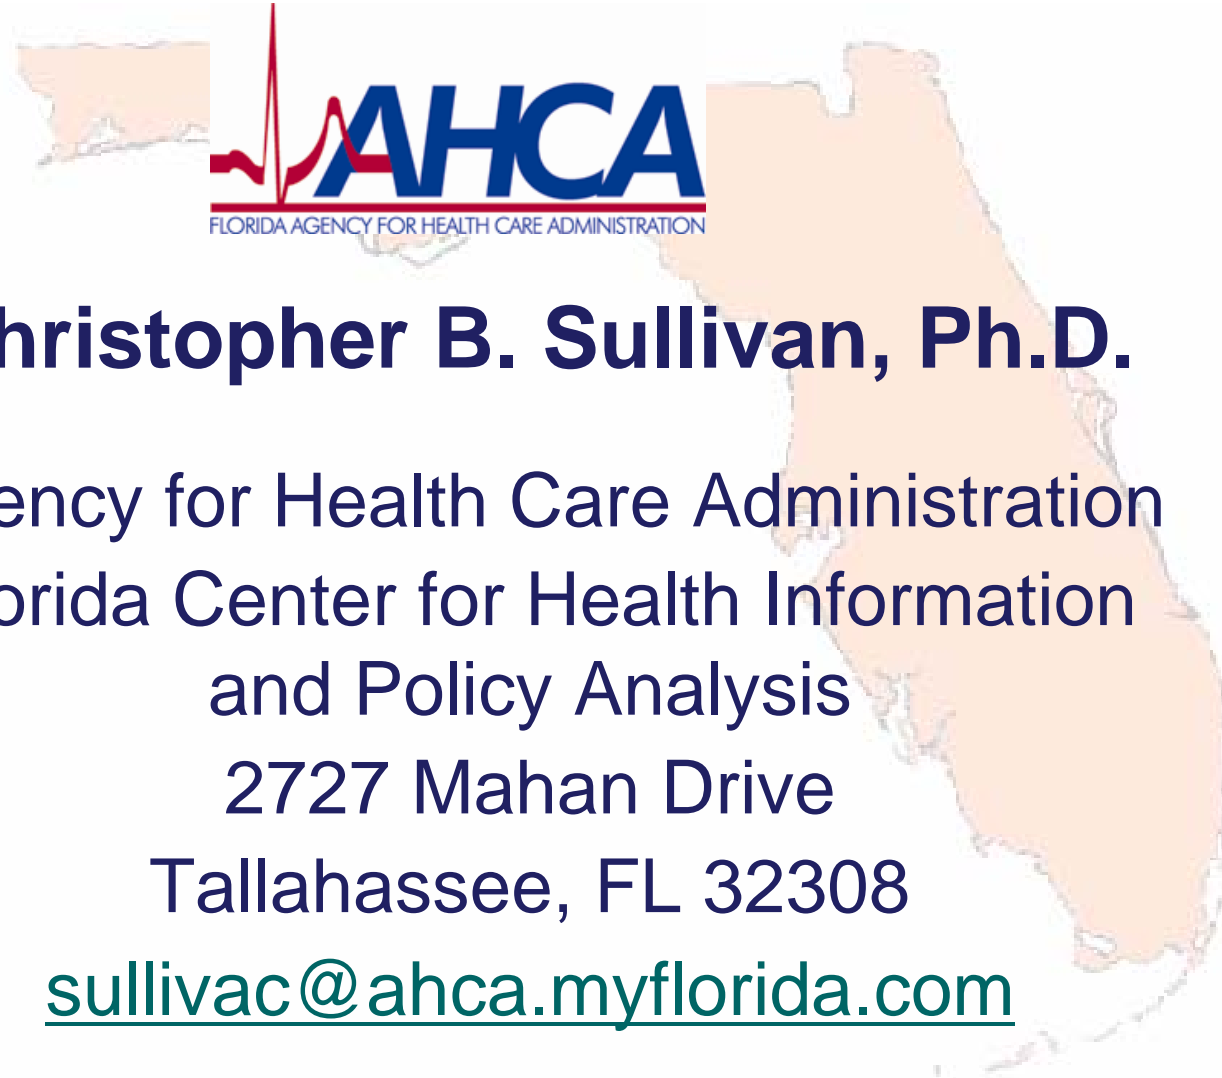 AHCA
FLORIDA AGENCY FOR HEALTH CARE ADMINISTRATION
hristopher B. Sullivan, Ph.D.
ency for Health Care Administration
orida Center for Health Information
and Policy Analysis
2727 Mahan Drive
Tallahassee, FL 32308
sullivac@ahca.myflorida.com